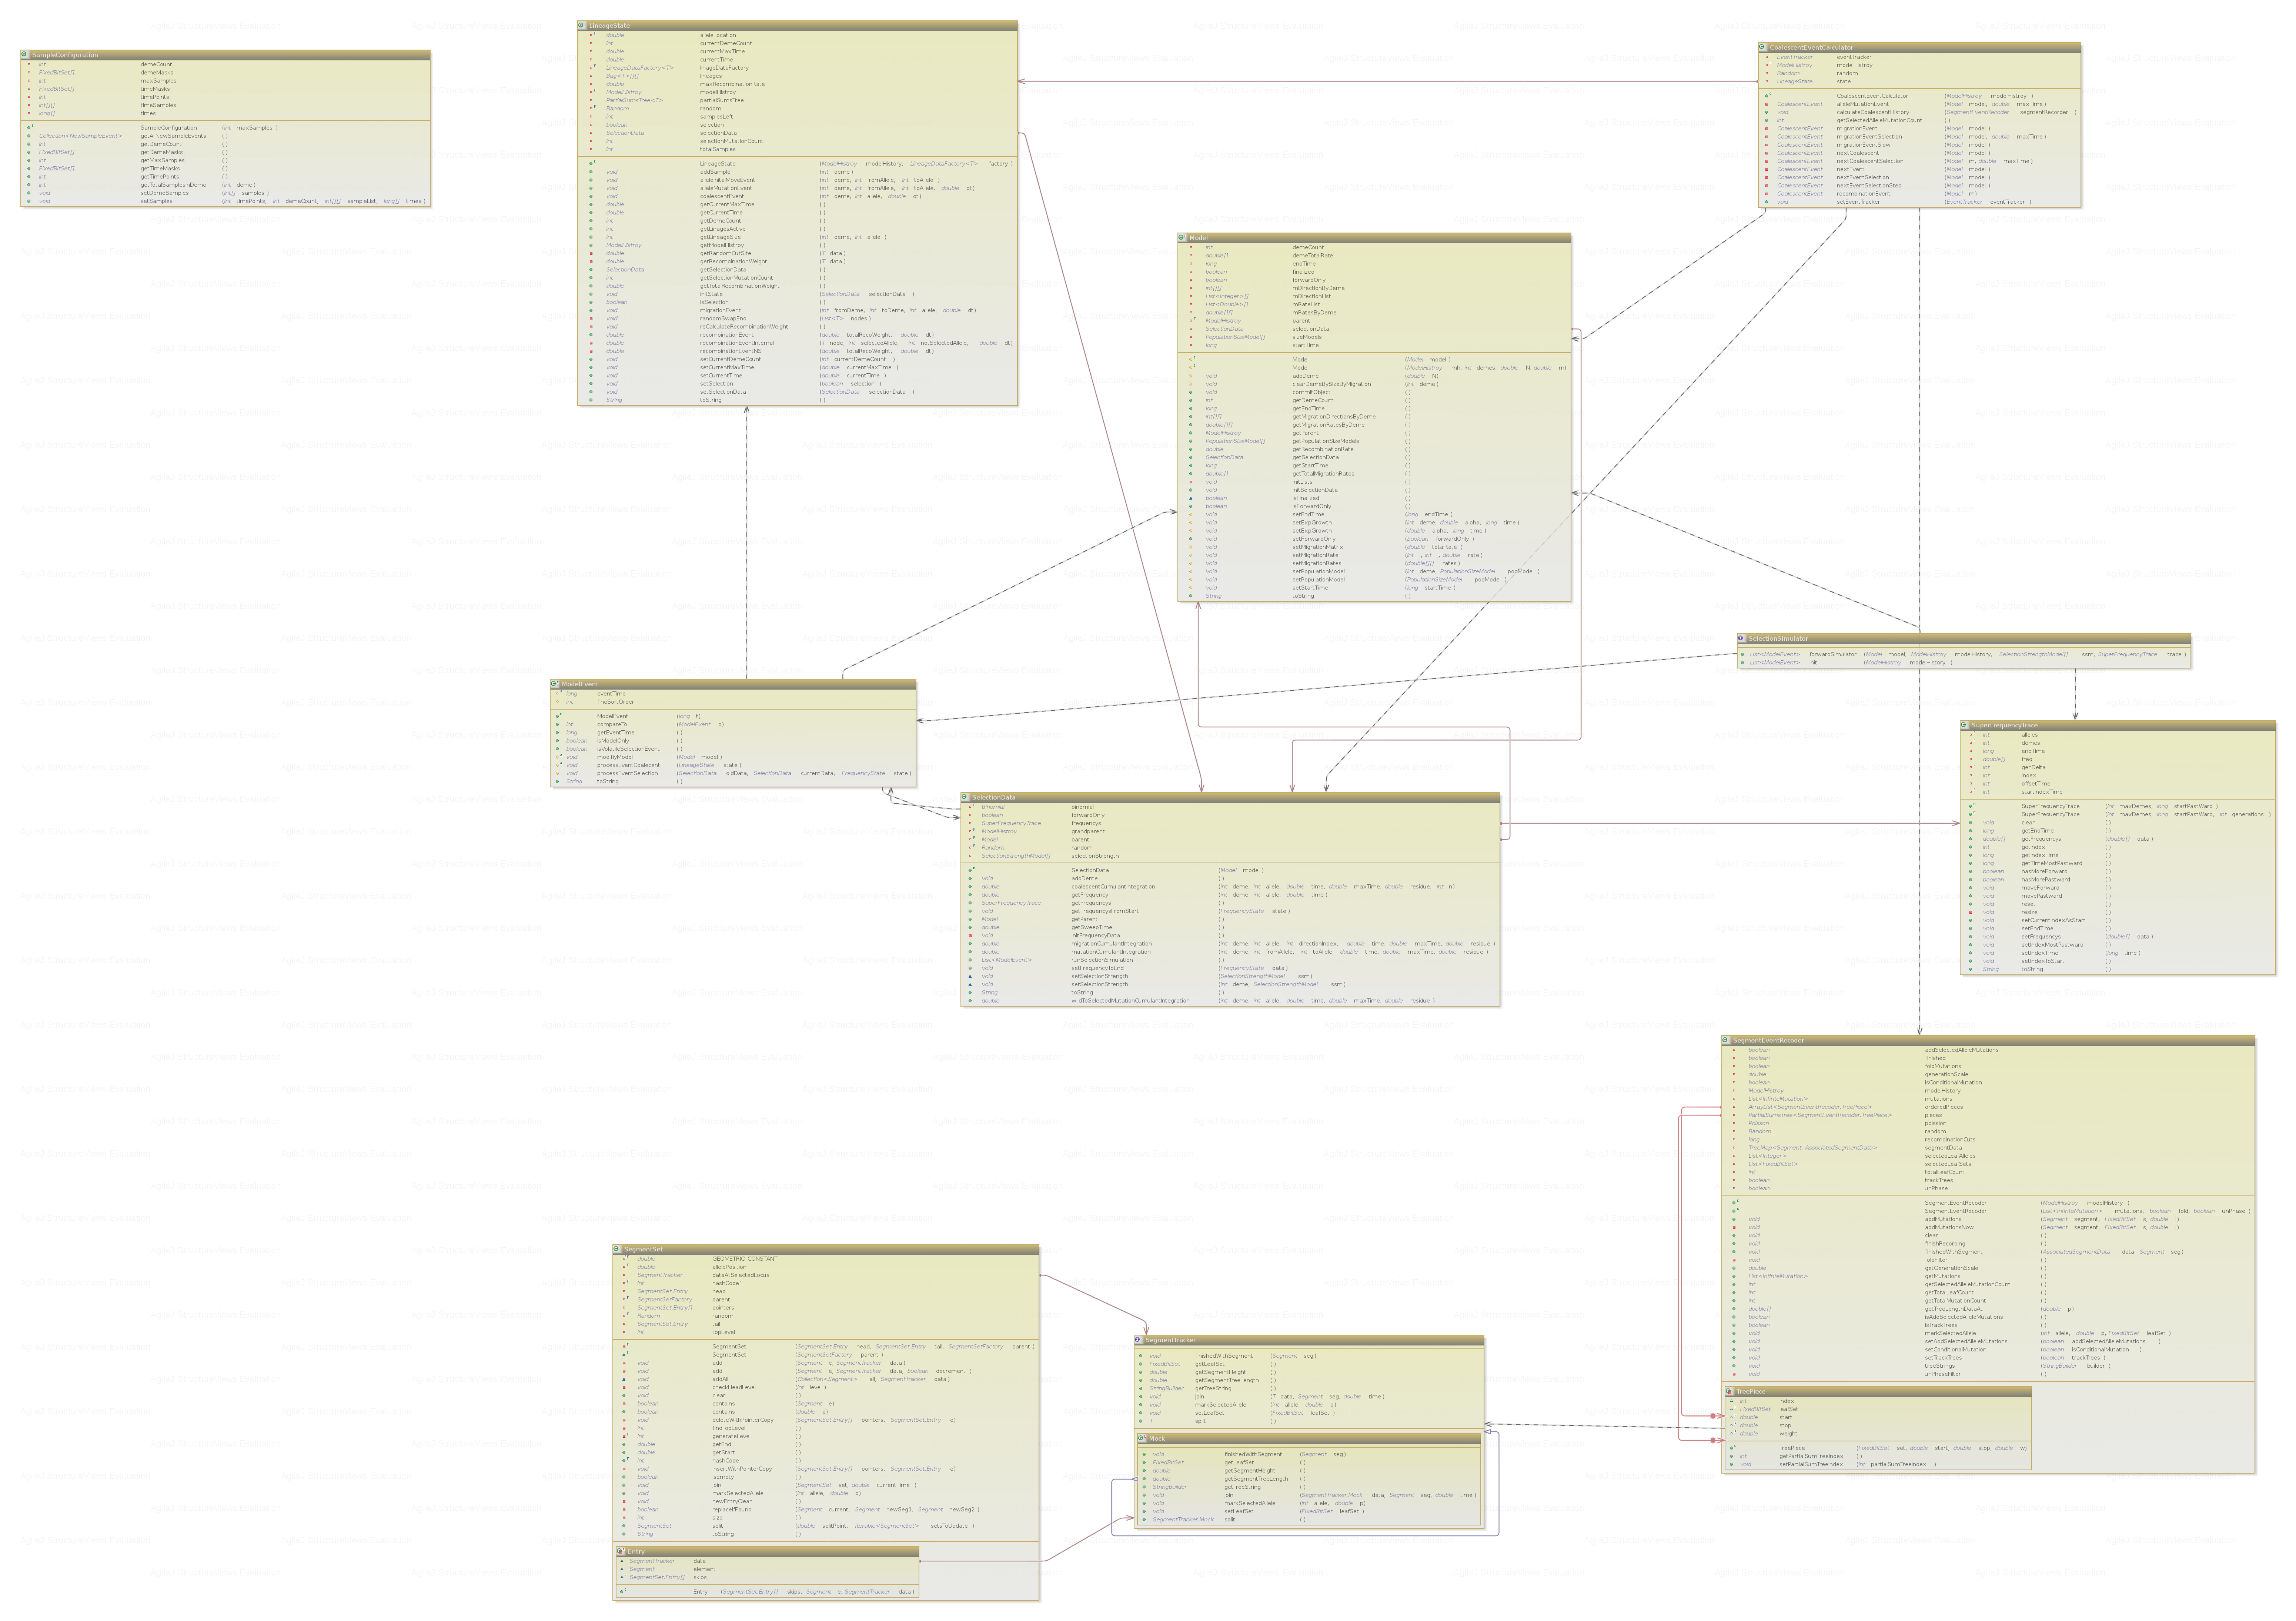 SampleConfiguration
int demeCount
FixedBitSet[] demeMasks
int maxSamples
FixedBitSet[] timeMasks
int timePoints
int[][] timeSamples
long[] times
SampleConfiguration (int maxSamples )
Collection<NewSampleEvent> getAllNewSampleEvents ( )
int getDemeCount ( )
FixedBitSet[] getDemeMasks ( )
int getMaxSamples ( )
FixedBitSet[] getTimeMasks ( )
int getTimePoints ( )
int getTotalSamplesInDeme (int deme )
void setDemeSamples (int[] samples )
void setSamples (int timePoints, int demeCount, int[][] sampleList, long[] times )
LineageState
double alleleLocation
int currentDemeCount
double currentMaxTime
double currentTime
LineageDataFactory<T> linageDataFactory
Bag<T>[][] lineages
double maxRecombinationRate
ModelHistroy modelHistroy
PartialSumsTree<T> partialSumsTree
Random random
int samplesLeft
boolean selection
SelectionData selectionData
int selectionMutationCount
int totalSamples
LineageState (ModelHistroy modelHistory, LineageDataFactory<T> factory )
void addSample (int deme )
void alleleInitalMoveEvent (int deme, int fromAllele, int toAllele )
void alleleMutationEvent (int deme, int fromAllele, int toAllele, double dt)
void coalescentEvent (int deme, int allele, double dt)
double getCurrentMaxTime ( )
double getCurrentTime ( )
int getDemeCount ( )
int getLinagesActive ( )
int getLineageSize (int deme, int allele )
ModelHistroy getModelHistroy ( )
double getRandomCutSite (T data )
double getRecombinationWeight (T data )
SelectionData getSelectionData ( )
int getSelectionMutationCount ( )
double getTotalRecombinationWeight ( )
void initState (SelectionData selectionData )
boolean isSelection ( )
void migrationEvent (int fromDeme, int toDeme, int allele, double dt)
void randomSwapEnd (List<T> nodes )
void reCalculateRecombinationWeight ( )
double recombinationEvent (double totalRecoWeight, double dt)
double recombinationEventInternal (T node, int selectedAllele, int notSelectedAllele, double dt)
double recombinationEventNS (double totalRecoWeight, double dt)
void setCurrentDemeCount (int currentDemeCount )
void setCurrentMaxTime (double currentMaxTime )
void setCurrentTime (double currentTime )
void setSelection (boolean selection )
void setSelectionData (SelectionData selectionData )
String toString ( )
CoalescentEventCalculator
EventTracker eventTracker
ModelHistroy modelHistroy
Random random
LineageState state
CoalescentEventCalculator (ModelHistroy modelHistroy )
CoalescentEvent alleleMutationEvent (Model model, double maxTime )
void calculateCoalescentHistory (SegmentEventRecoder segmentRecorder )
int getSelectedAlleleMutationCount ( )
CoalescentEvent migrationEvent (Model model )
CoalescentEvent migrationEventSelection (Model model, double maxTime )
CoalescentEvent migrationEventSlow (Model model )
CoalescentEvent nextCoalescent (Model model )
CoalescentEvent nextCoalescentSelection (Model m, double maxTime )
CoalescentEvent nextEvent (Model model )
CoalescentEvent nextEventSelection (Model model )
CoalescentEvent nextEventSelectionStep (Model model )
CoalescentEvent recombinationEvent (Model m)
void setEventTracker (EventTracker eventTracker )
Model
int demeCount
double[] demeTotalRate
long endTime
boolean finalized
boolean forwardOnly
int[][] mDirectionByDeme
List<Integer>[] mDirectionList
List<Double>[] mRateList
double[][] mRatesByDeme
ModelHistroy parent
SelectionData selectionData
PopulationSizeModel[] sizeModels
long startTime
Model (Model model )
Model (ModelHistroy mh, int demes, double N, double m)
void addDeme (double N)
void clearDemeBySizeByMigration (int deme )
void commitObject ( )
int getDemeCount ( )
long getEndTime ( )
int[][] getMigrationDirectionsByDeme ( )
double[][] getMigrationRatesByDeme ( )
ModelHistroy getParent ( )
PopulationSizeModel[] getPopulationSizeModels ( )
double getRecombinationRate ( )
SelectionData getSelectionData ( )
long getStartTime ( )
double[] getTotalMigrationRates ( )
void initLists ( )
void initSelectionData ( )
boolean isFinalized ( )
boolean isForwardOnly ( )
void setEndTime (long endTime )
void setExpGrowth (int deme, double alpha, long time )
void setExpGrowth (double alpha, long time )
void setForwardOnly (boolean forwardOnly )
void setMigrationMatrix (double totalRate )
void setMigrationRate (int i, int j, double rate )
void setMigrationRates (double[][] rates )
void setPopulationModel (int deme, PopulationSizeModel popModel )
void setPopulationModel (PopulationSizeModel popModel )
void setStartTime (long startTime )
String toString ( )
SelectionSimulator
List<ModelEvent> forwardSimulator (Model model, ModelHistroy modelHistory, SelectionStrengthModel[] ssm, SuperFrequencyTrace trace )
List<ModelEvent> init (ModelHistroy modelHistory )
ModelEvent
long eventTime
int fineSortOrder
ModelEvent (long t)
int compareTo (ModelEvent o)
long getEventTime ( )
boolean isModelOnly ( )
boolean isVolatileSelectionEvent ( )
void modifiyModel (Model model )
void processEventCoalecent (LineageState state )
void processEventSelection (SelectionData oldData, SelectionData currentData, FrequencyState state )
String toString ( )
SuperFrequencyTrace
int alleles
int demes
long endTime
double[] freq
int genDelta
int index
int offsetTime
int startIndexTime
SuperFrequencyTrace (int maxDemes, long startPastWard )
SuperFrequencyTrace (int maxDemes, long startPastWard, int generations )
void clear ( )
long getEndTime ( )
double[] getFrequencys (double[] data )
int getIndex ( )
long getIndexTime ( )
long getTimeMostPastward ( )
boolean hasMoreForward ( )
boolean hasMorePastward ( )
void moveForward ( )
void movePastward ( )
void reset ( )
void resize ( )
void setCurrentIndexAsStart ( )
void setEndTime ( )
void setFrequencys (double[] data )
void setIndexMostPastward ( )
void setIndexTime (long time )
void setIndexToStart ( )
String toString ( )
SelectionData
Binomial binomial
boolean forwardOnly
SuperFrequencyTrace frequencys
ModelHistroy grandparent
Model parent
Random random
SelectionStrengthModel[] selectionStrength
SelectionData (Model model )
void addDeme ( )
double coalescentCumulantIntegration (int deme, int allele, double time, double maxTime, double residue, int n)
double getFrequency (int deme, int allele, double time )
SuperFrequencyTrace getFrequencys ( )
void getFrequencysFromStart (FrequencyState state )
Model getParent ( )
double getSweepTime ( )
void initFrequencyData ( )
double migrationCumulantIntegration (int deme, int allele, int directionIndex, double time, double maxTime, double residue )
double mutationCumulantIntegration (int deme, int fromAllele, int toAllele, double time, double maxTime, double residue )
List<ModelEvent> runSelectionSimulation ( )
void setFrequencyToEnd (FrequencyState data )
void setSelectionStrength (SelectionStrengthModel ssm )
void setSelectionStrength (int deme, SelectionStrengthModel ssm )
String toString ( )
double wildToSelectedMutationCumulantIntegration (int deme, int allele, double time, double maxTime, double residue )
SegmentEventRecoder
boolean addSelectedAlleleMutations
boolean finished
boolean foldMutations
double generationScale
boolean isConditionalMutation
ModelHistroy modelHistory
List<InfinteMutation> mutations
ArrayList<SegmentEventRecoder.TreePiece> orderedPieces
PartialSumsTree<SegmentEventRecoder.TreePiece> pieces
Poisson poission
Random random
long recombinationCuts
TreeMap<Segment, AssociatedSegmentData> segmentData
List<Integer> selectedLeafAlleles
List<FixedBitSet> selectedLeafSets
int totalLeafCount
boolean trackTrees
boolean unPhase
SegmentEventRecoder (ModelHistroy modelHistory )
SegmentEventRecoder (List<InfinteMutation> mutations, boolean fold, boolean unPhase )
void addMutations (Segment segment, FixedBitSet s, double l)
void addMutationsNow (Segment segment, FixedBitSet s, double l)
void clear ( )
void finishRecording ( )
void finishedWithSegment (AssociatedSegmentData data, Segment seg )
void foldFilter ( )
double getGenerationScale ( )
List<InfinteMutation> getMutations ( )
int getSelectedAlleleMutationCount ( )
int getTotalLeafCount ( )
int getTotalMutationCount ( )
double[] getTreeLengthDataAt (double p)
boolean isAddSelectedAlleleMutations ( )
boolean isTrackTrees ( )
void markSelectedAllele (int allele, double p, FixedBitSet leafSet )
void setAddSelectedAlleleMutations (boolean addSelectedAlleleMutations )
void setConditionalMutation (boolean isConditionalMutation )
void setTrackTrees (boolean trackTrees )
void treeStrings (StringBuilder builder )
void unPhaseFilter ( )
TreePiece
int index
FixedBitSet leafSet
double start
double stop
double weight
TreePiece (FixedBitSet set, double start, double stop, double w)
int getPartialSumTreeIndex ( )
void setPartialSumTreeIndex (int partialSumTreeIndex )
SegmentSet
double GEOMETRIC_CONSTANT
double allelePosition
SegmentTracker dataAtSelectedLocus
int hashCode1
SegmentSet.Entry head
SegmentSetFactory parent
SegmentSet.Entry[] pointers
Random random
SegmentSet.Entry tail
int topLevel
SegmentSet (SegmentSet.Entry head, SegmentSet.Entry tail, SegmentSetFactory parent )
SegmentSet (SegmentSetFactory parent )
void add (Segment e, SegmentTracker data )
void add (Segment e, SegmentTracker data, boolean decrement )
void addAll (Collection<Segment> all, SegmentTracker data )
void checkHeadLevel (int level )
void clear ( )
boolean contains (Segment e)
boolean contains (double p)
void deleteWithPointerCopy (SegmentSet.Entry[] pointers, SegmentSet.Entry e)
int findTopLevel ( )
int generateLevel ( )
double getEnd ( )
double getStart ( )
int hashCode ( )
void insertWithPointerCopy (SegmentSet.Entry[] pointers, SegmentSet.Entry e)
boolean isEmpty ( )
void join (SegmentSet set, double currentTime )
void markSelectedAllele (int allele, double p)
void newEntryClear ( )
boolean replaceIfFound (Segment current, Segment newSeg1, Segment newSeg2 )
int size ( )
SegmentSet split (double splitPoint, Iterable<SegmentSet> setsToUpdate )
String toString ( )
Entry
SegmentTracker data
Segment element
SegmentSet.Entry[] skips
Entry (SegmentSet.Entry[] skips, Segment e, SegmentTracker data )
SegmentTracker
void finishedWithSegment (Segment seg )
FixedBitSet getLeafSet ( )
double getSegmentHeight ( )
double getSegmentTreeLength ( )
StringBuilder getTreeString ( )
void join (T data, Segment seg, double time )
void markSelectedAllele (int allele, double p)
void setLeafSet (FixedBitSet leafSet )
T split ( )
Mock
void finishedWithSegment (Segment seg )
FixedBitSet getLeafSet ( )
double getSegmentHeight ( )
double getSegmentTreeLength ( )
StringBuilder getTreeString ( )
void join (SegmentTracker.Mock data, Segment seg, double time )
void markSelectedAllele (int allele, double p)
void setLeafSet (FixedBitSet leafSet )
SegmentTracker.Mock split ( )